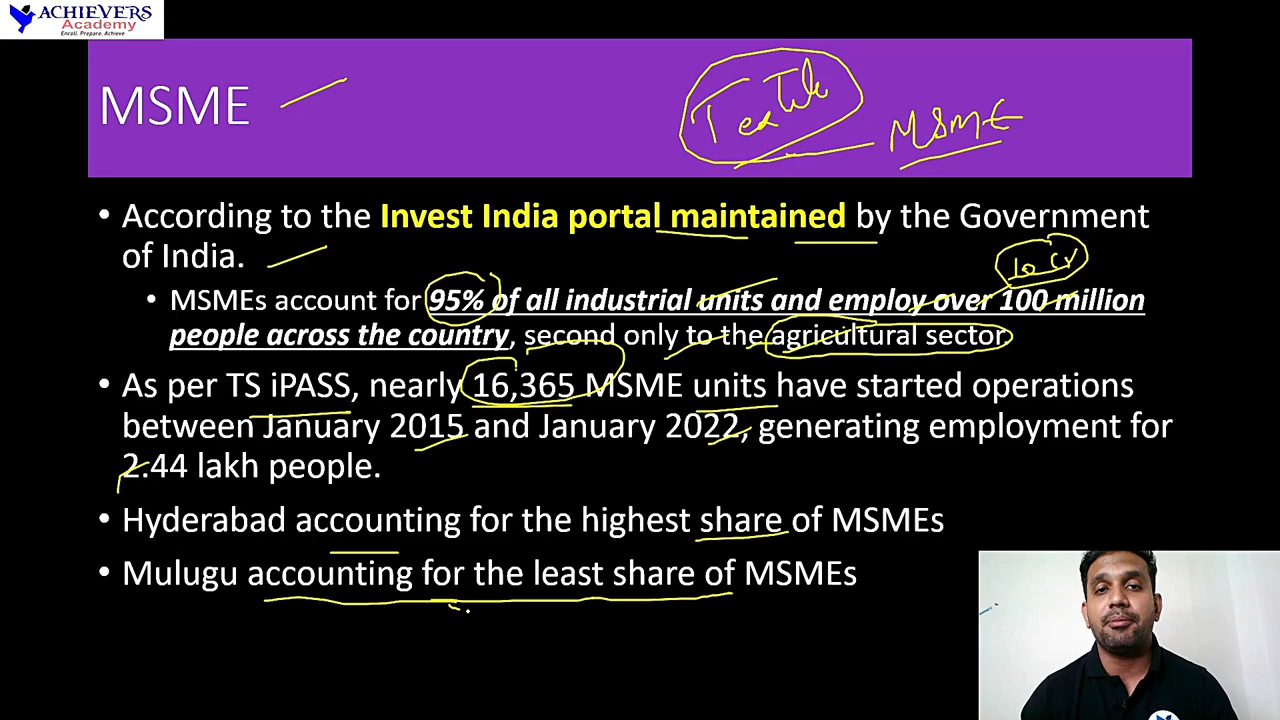 ACHIEVERS
Academy
Enroll. Prepare. Achieve
MSME
Textile
MSME
• According to the Invest India portal maintained by the Government
of India.
10 Cr
• MSMEs account for 95% of all industrial units and employ over 100 million
people across the country, second only to the agricultural sector.
• As per TS iPASS, nearly 16,365 MSME units have started operations
between January 2015 and January 2022, generating employment for
2.44 lakh people.
• Hyderabad accounting for the highest share of MSMEs
• Mulugu accounting for the least share of MSMEs